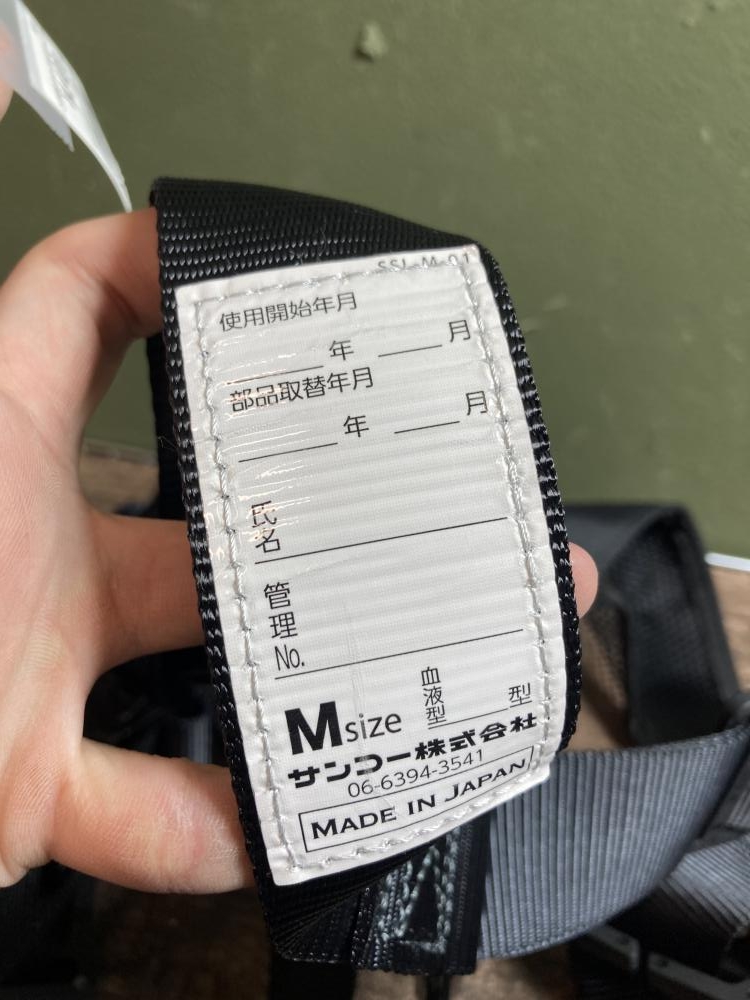 SSL-M-01
使用開始年月
年 月
部品取替年月
年 月
氏名
管理No.
Msize 血液型 型
サンコー株式会社
06-6394-3541
MADE IN JAPAN